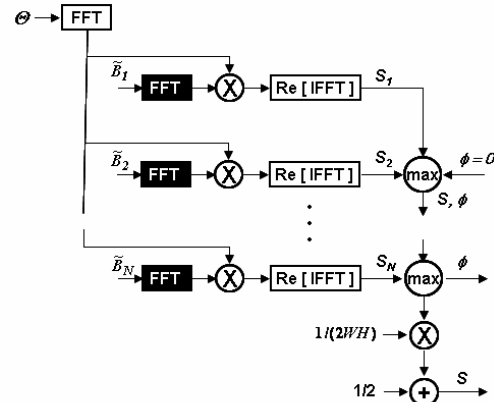 Θ FFT
B̃1 FFT X Re [ IFFT ] S1
B̃2 FFT X Re [ IFFT ] S2 max ϕ=0
S, ϕ
B̃N FFT X Re [ IFFT ] SN max ϕ
1/(2WH) X
1/2 + S